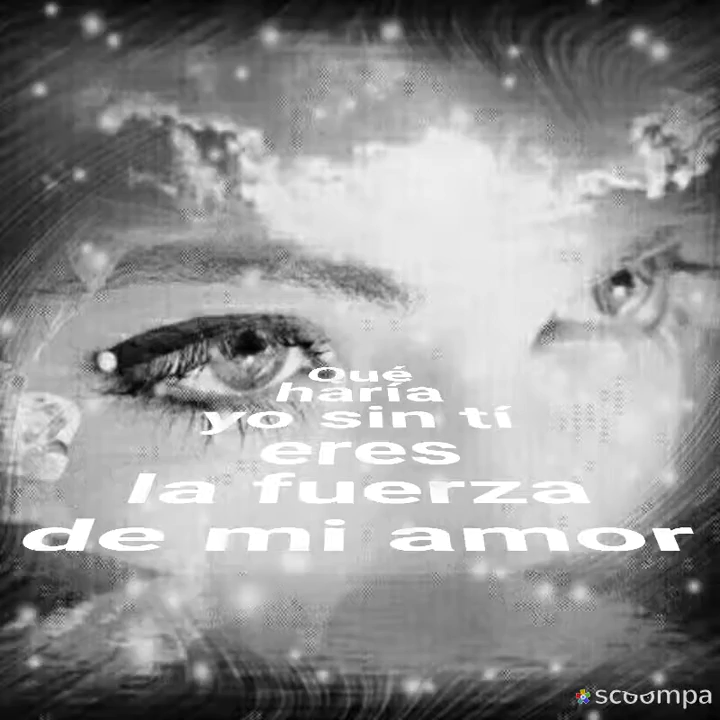 Qué
haría
yo sin tí
eres
la fuerza
de mi amor
scoompa